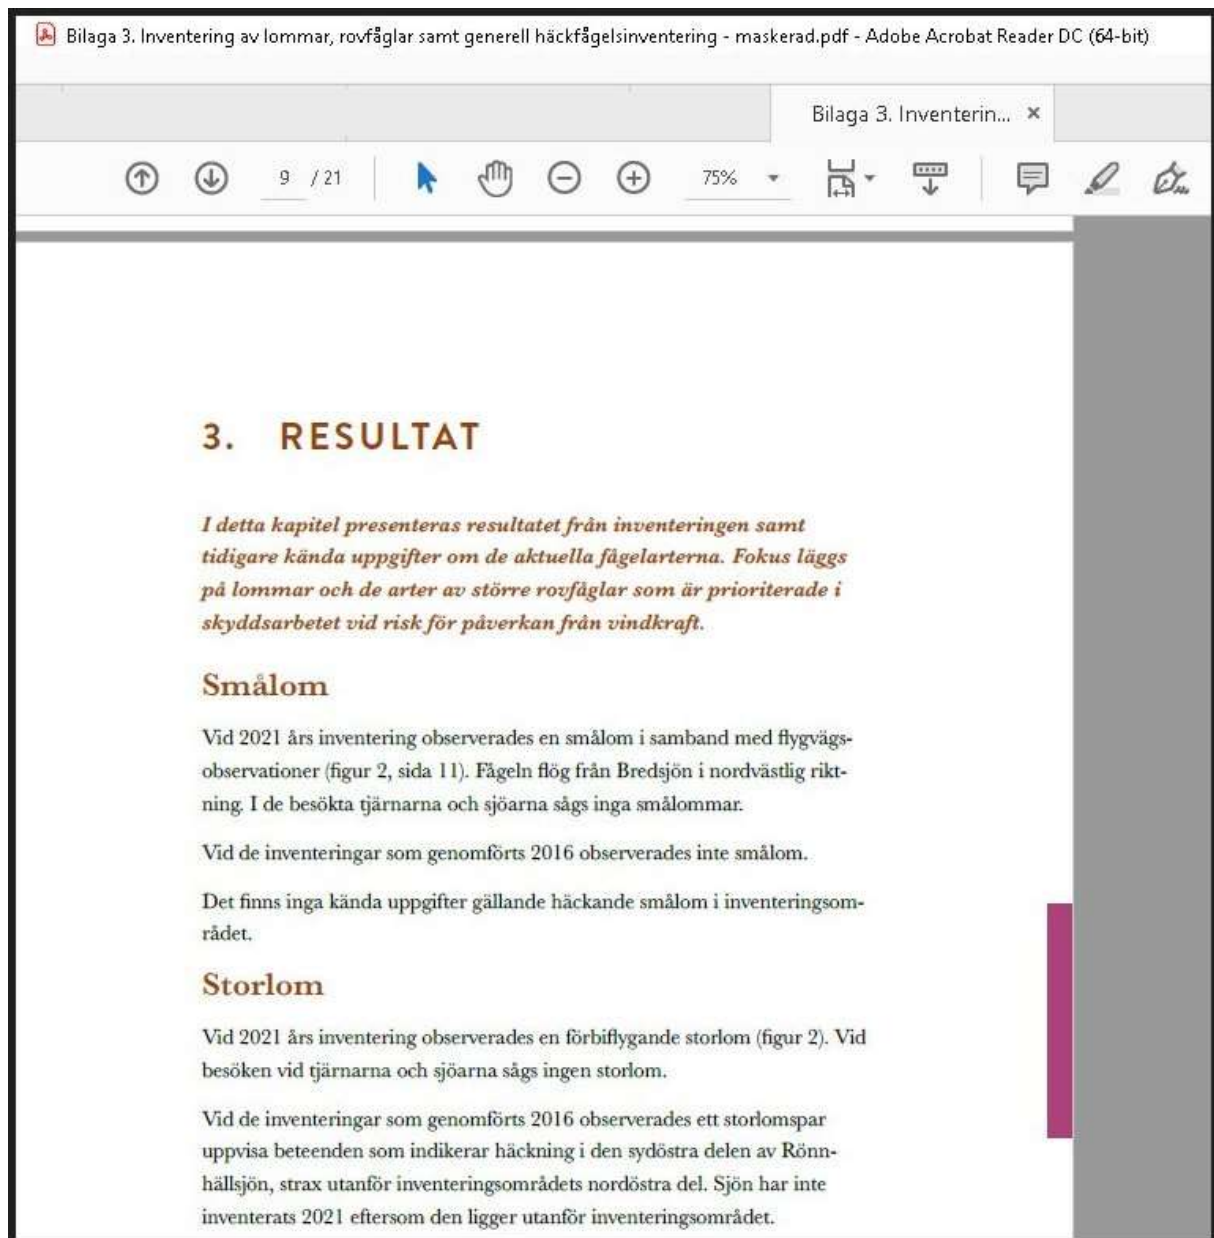 Bilaga 3. Inventering av lommar, rovfåglar samt generell häckfågelsinventering - maskerad.pdf - Adobe Acrobat Reader DC (64-bit)
Bilaga 3. Inventerin... ×
9 / 21 75%
3. RESULTAT
I detta kapitel presenteras resultatet från inventeringen samt
tidigare kända uppgifter om de aktuella fågelarterna. Fokus läggs
på lommar och de arter av större rovfåglar som är prioriterade i
skyddsarbetet vid risk för påverkan från vindkraft.
Smålom
Vid 2021 års inventering observerades en smålom i samband med flygvägs-
observationer (figur 2, sida 11). Fågeln flög från Bredsjön i nordvästlig rikt-
ning. I de besökta tjärnarna och sjöarna sågs inga smålommar.
Vid de inventeringar som genomförts 2016 observerades inte smålom.
Det finns inga kända uppgifter gällande häckande smålom i inventeringsom-
rådet.
Storlom
Vid 2021 års inventering observerades en förbiflygande storlom (figur 2). Vid
besöken vid tjärnarna och sjöarna sågs ingen storlom.
Vid de inventeringar som genomförts 2016 observerades ett storlomspar
uppvisa beteenden som indikerar häckning i den sydöstra delen av Rönn-
hällsjön, strax utanför inventeringsområdets nordöstra del. Sjön har inte
inventerats 2021 eftersom den ligger utanför inventeringsområdet.